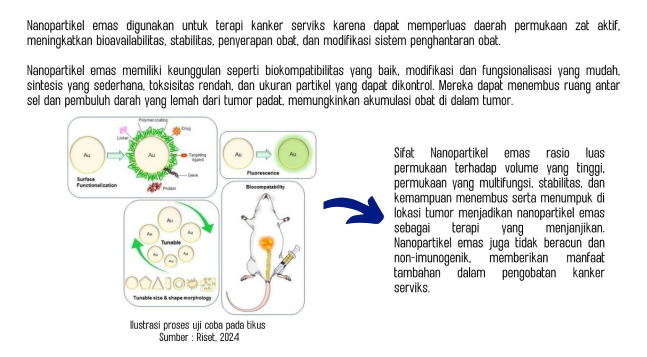 Nanopartikel emas digunakan untuk terapi kanker serviks karena dapat memperluas daerah permukaan zat aktif,
meningkatkan bioavailabilitas, stabilitas, penyerapan obat, dan modifikasi sistem penghantaran obat.
Nanopartikel emas memiliki keunggulan seperti biokompatibilitas yang baik, modifikasi dan fungsionalisasi yang mudah,
sintesis yang sederhana, toksisitas rendah, dan ukuran partikel yang dapat dikontrol. Mereka dapat menembus ruang antar
sel dan pembuluh darah yang lemah dari tumor padat, memungkinkan akumulasi obat di dalam tumor.
Polymer coating
Linker
Drug
Au
Au
Targeting
ligand
Gene
Protein
Surface
Functionalization
Au
Au
Fluorescence
Biocompatability
Au
Au
Au
Au
Au
Au
Au
Tunable
Tunable size & shape morphology
Sifat Nanopartikel emas rasio luas
permukaan terhadap volume yang tinggi,
permukaan yang multifungsi, stabilitas, dan
kemampuan menembus serta menumpuk di
lokasi tumor menjadikan nanopartikel emas
sebagai terapi yang menjanjikan.
Nanopartikel emas juga tidak beracun dan
non-imunogenik, memberikan manfaat
tambahan dalam pengobatan kanker
serviks.
Ilustrasi proses uji coba pada tikus
Sumber : Riset, 2024